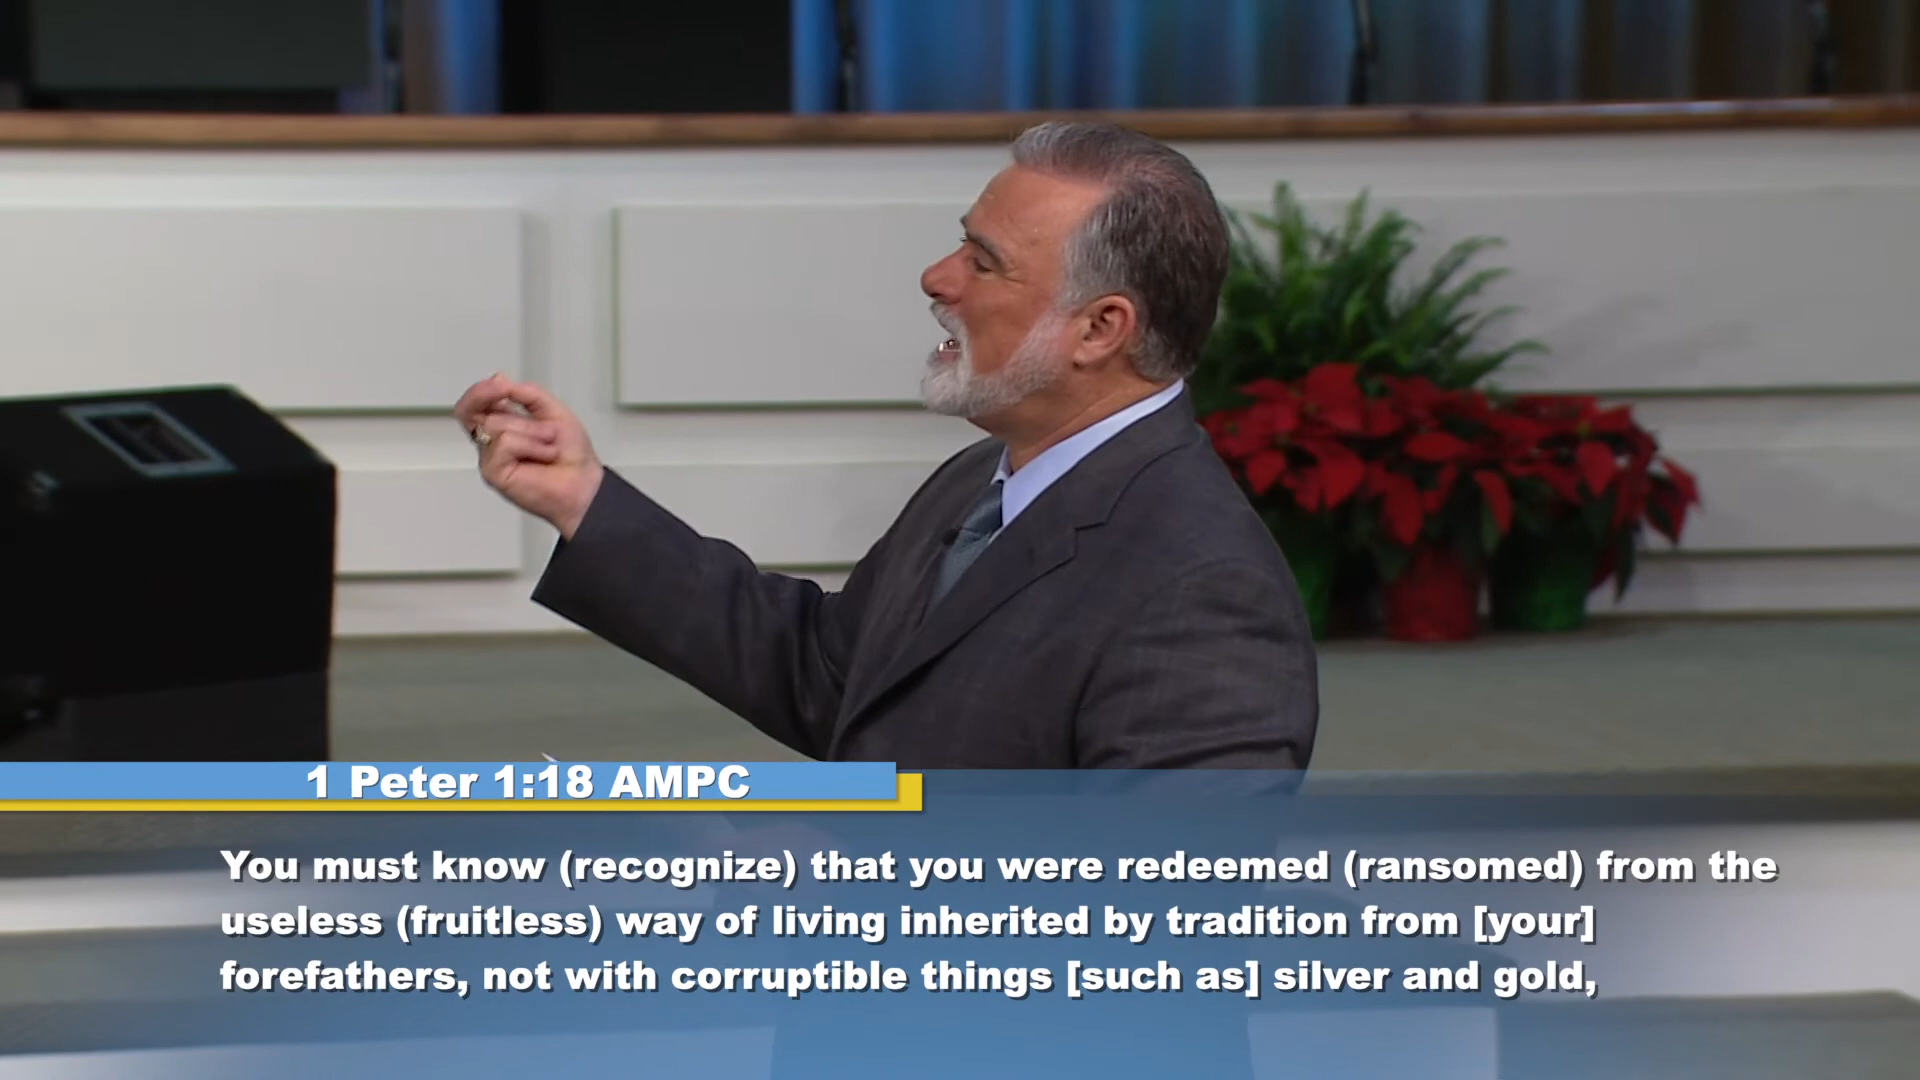 1 Peter 1:18 AMPC
You must know (recognize) that you were redeemed (ransomed) from the
useless (fruitless) way of living inherited by tradition from [your]
forefathers, not with corruptible things [such as] silver and gold,